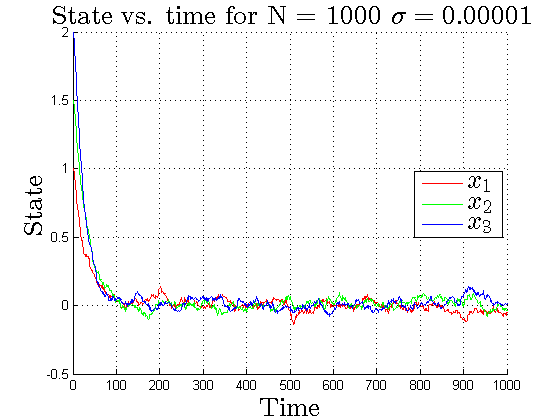 State vs. time for N = 1000 σ = 0.00001
State
2
1.5
1
0.5
0
-0.5
x₁
x₂
x₃
0 100 200 300 400 500 600 700 800 900 1000
Time